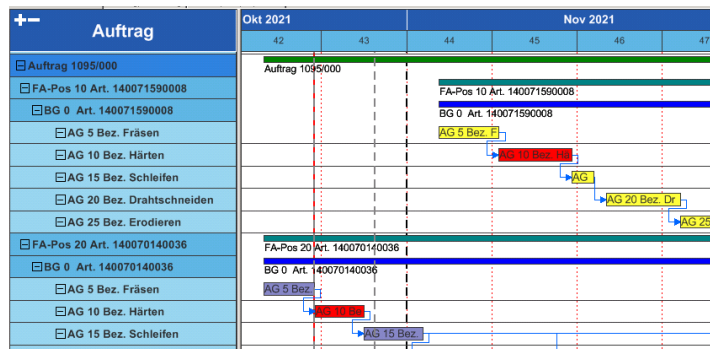 Auftrag
Okt 2021
Nov 2021
42
43
44
45
46
47
Auftrag 1095/000
Auftrag 1095/000
FA-Pos 10 Art. 140071590008
FA-Pos 10 Art. 140071590008
BG 0 Art. 140071590008
BG 0 Art. 140071590008
AG 5 Bez. Fräsen
AG 5 Bez. F
AG 10 Bez. Härten
AG 10 Bez. Hä
AG 15 Bez. Schleifen
AG
AG 20 Bez. Drahtschneiden
AG 20 Bez. Dr
AG 25 Bez. Erodieren
AG 25
FA-Pos 20 Art. 140070140036
FA-Pos 20 Art. 140070140036
BG 0 Art. 140070140036
BG 0 Art. 140070140036
AG 5 Bez. Fräsen
AG 5 Bez.
AG 10 Bez. Härten
AG 10 Be
AG 15 Bez. Schleifen
AG 15 Bez.